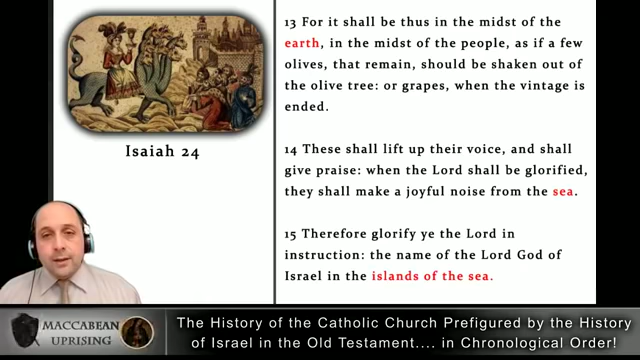 13 For it shall be thus in the midst of the
earth, in the midst of the people, as if a few
olives, that remain, should be shaken out of
the olive tree: or grapes, when the vintage is
ended.
Isaiah 24
14 These shall lift up their voice, and shall
give praise: when the Lord shall be glorified,
they shall make a joyful noise from the sea.
15 Therefore glorify ye the Lord in
instruction: the name of the Lord God of
Israel in the islands of the sea.
MACCABEAN
UPRISING
The History of the Catholic Church Prefigured by the History
of Israel in the Old Testament.... in Chronological Order!